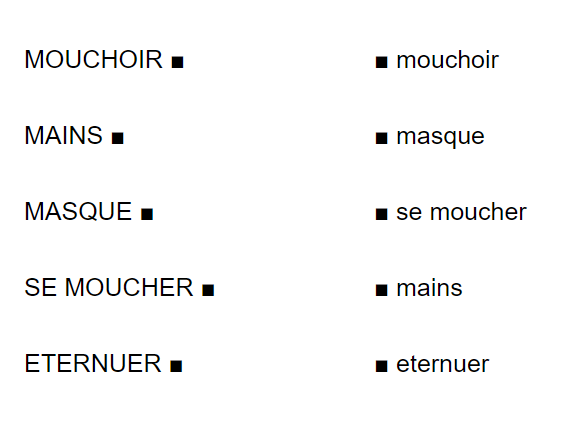 MOUCHOIR ■ ■ mouchoir
MAINS ■ ■ masque
MASQUE ■ ■ se moucher
SE MOUCHER ■ ■ mains
ETERNUER ■ ■ eternuer